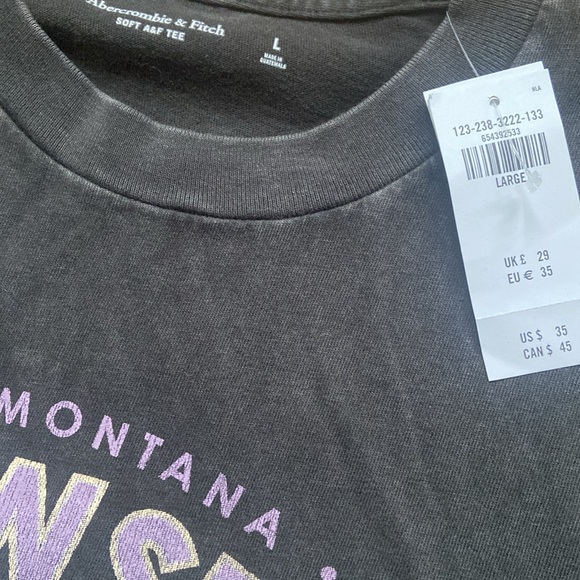 Abercrombie & Fitch
SOFT A&F TEE
L
MADE IN
GUATEMALA
HLA
123-238-3222-133
654392533
LARGE
UK £ 29
EU € 35
US $ 35
CAN $ 45
MONTANA